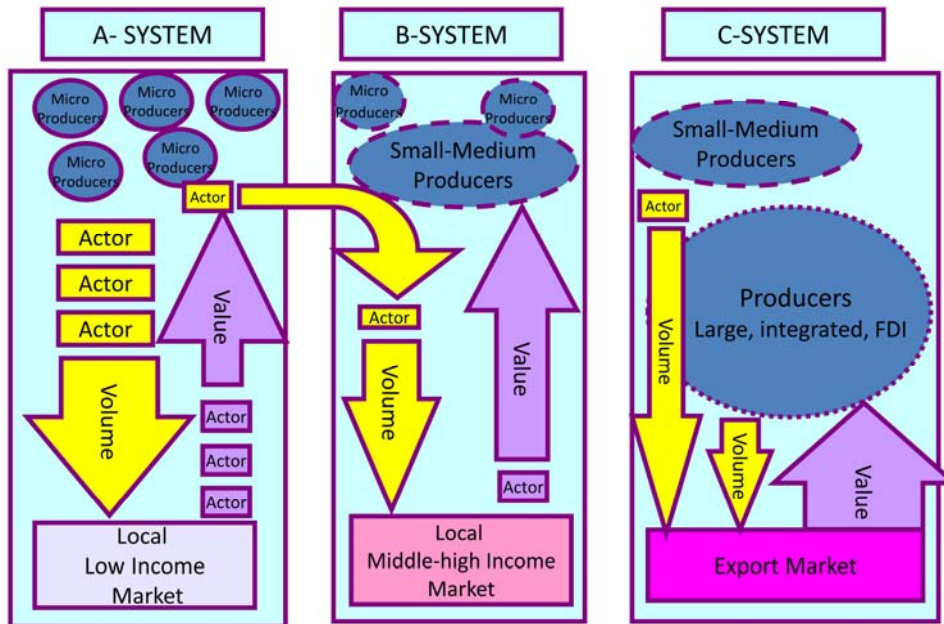 A- SYSTEM
Micro
Producers
Micro
Producers
Micro
Producers
Micro
Producers
Micro
Producers
Actor
Actor
Actor
Actor
Volume
Value
Actor
Actor
Actor
Local
Low Income
Market
B-SYSTEM
Micro
Producers
Micro
Producers
Small-Medium
Producers
Actor
Volume
Value
Actor
Local
Middle-high Income
Market
C-SYSTEM
Small-Medium
Producers
Actor
Producers
Large, integrated, FDI
Volume
Volume
Value
Export Market